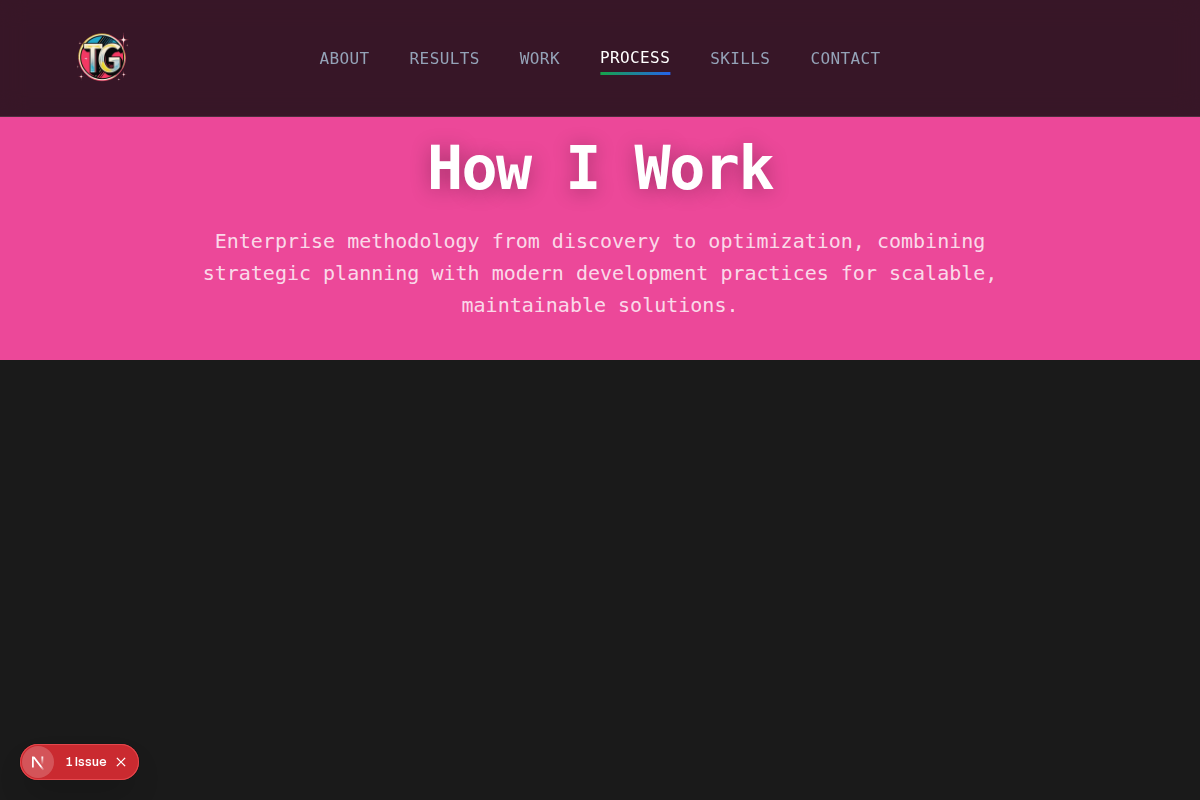 TG
ABOUT
RESULTS
WORK
PROCESS
SKILLS
CONTACT
How I Work
Enterprise methodology from discovery to optimization, combining
strategic planning with modern development practices for scalable,
maintainable solutions.
N
1 Issue